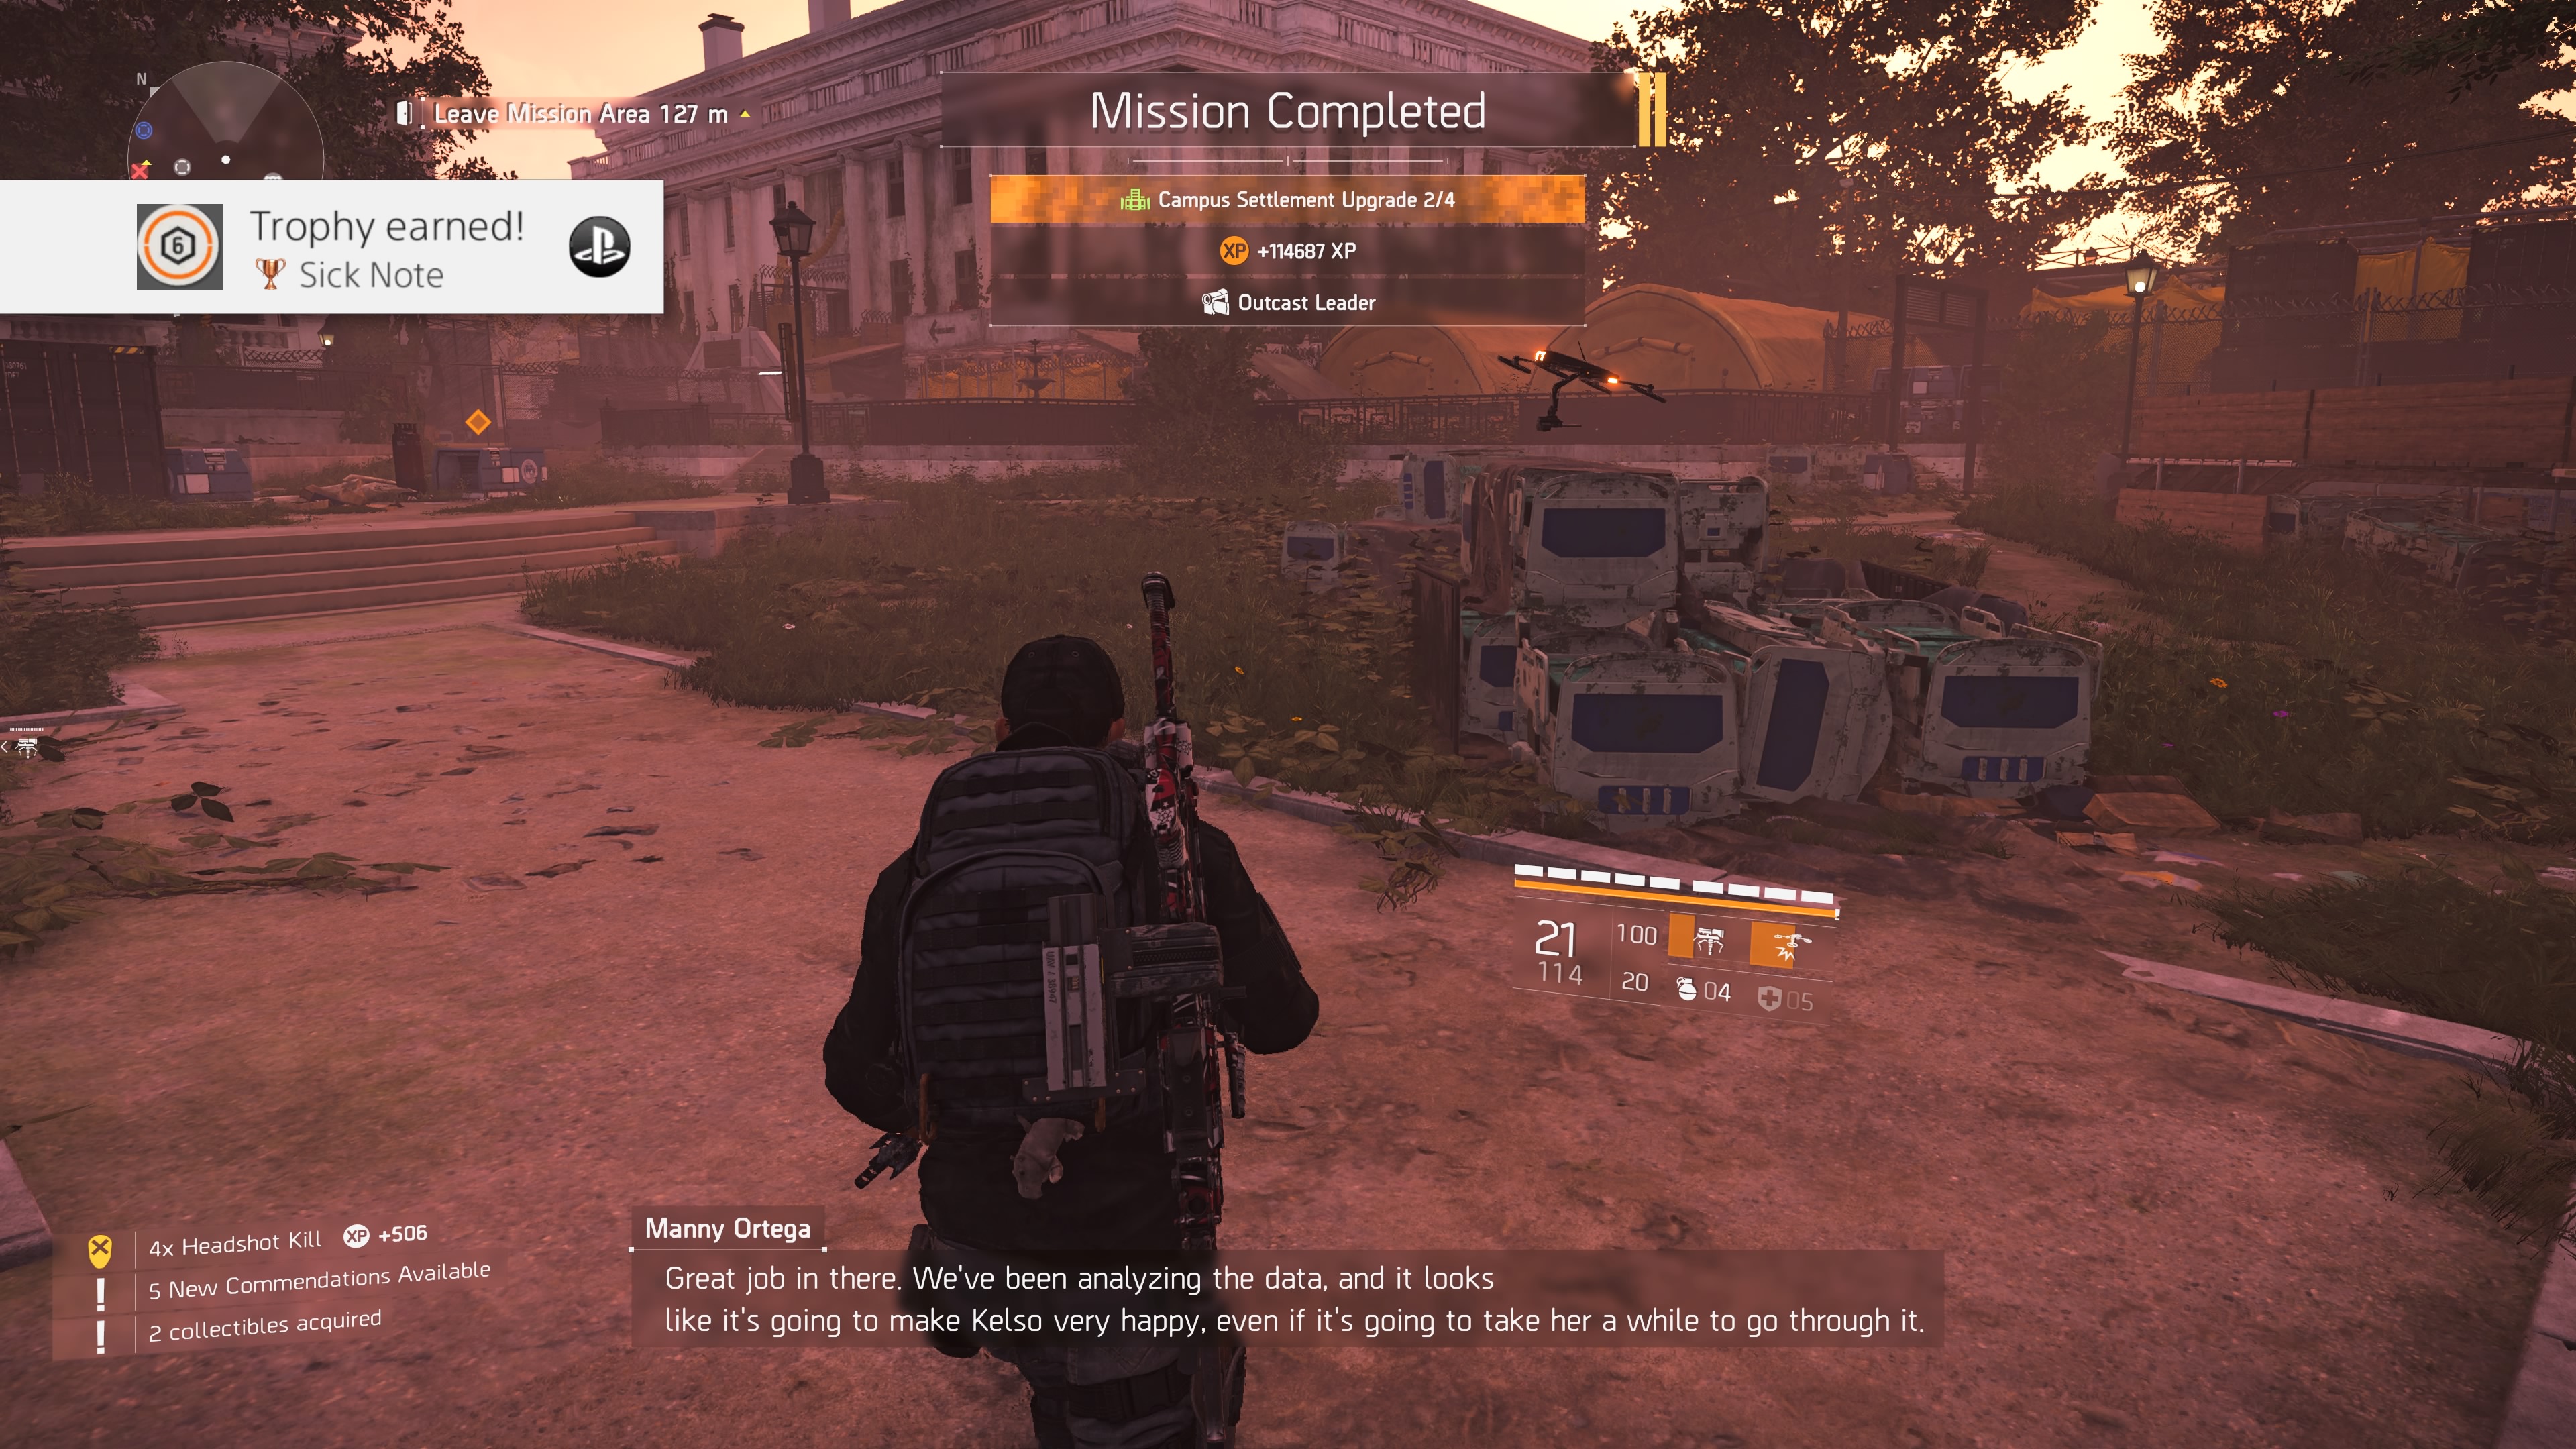 N
Leave Mission Area 127 m
Mission Completed
Campus Settlement Upgrade 2/4
XP +114687 XP
Outcast Leader
6
Trophy earned!
Sick Note
21
114
100
20
04
05
4x Headshot Kill XP +506
5 New Commendations Available
2 collectibles acquired
Manny Ortega
Great job in there. We've been analyzing the data, and it looks
like it's going to make Kelso very happy, even if it's going to take her a while to go through it.